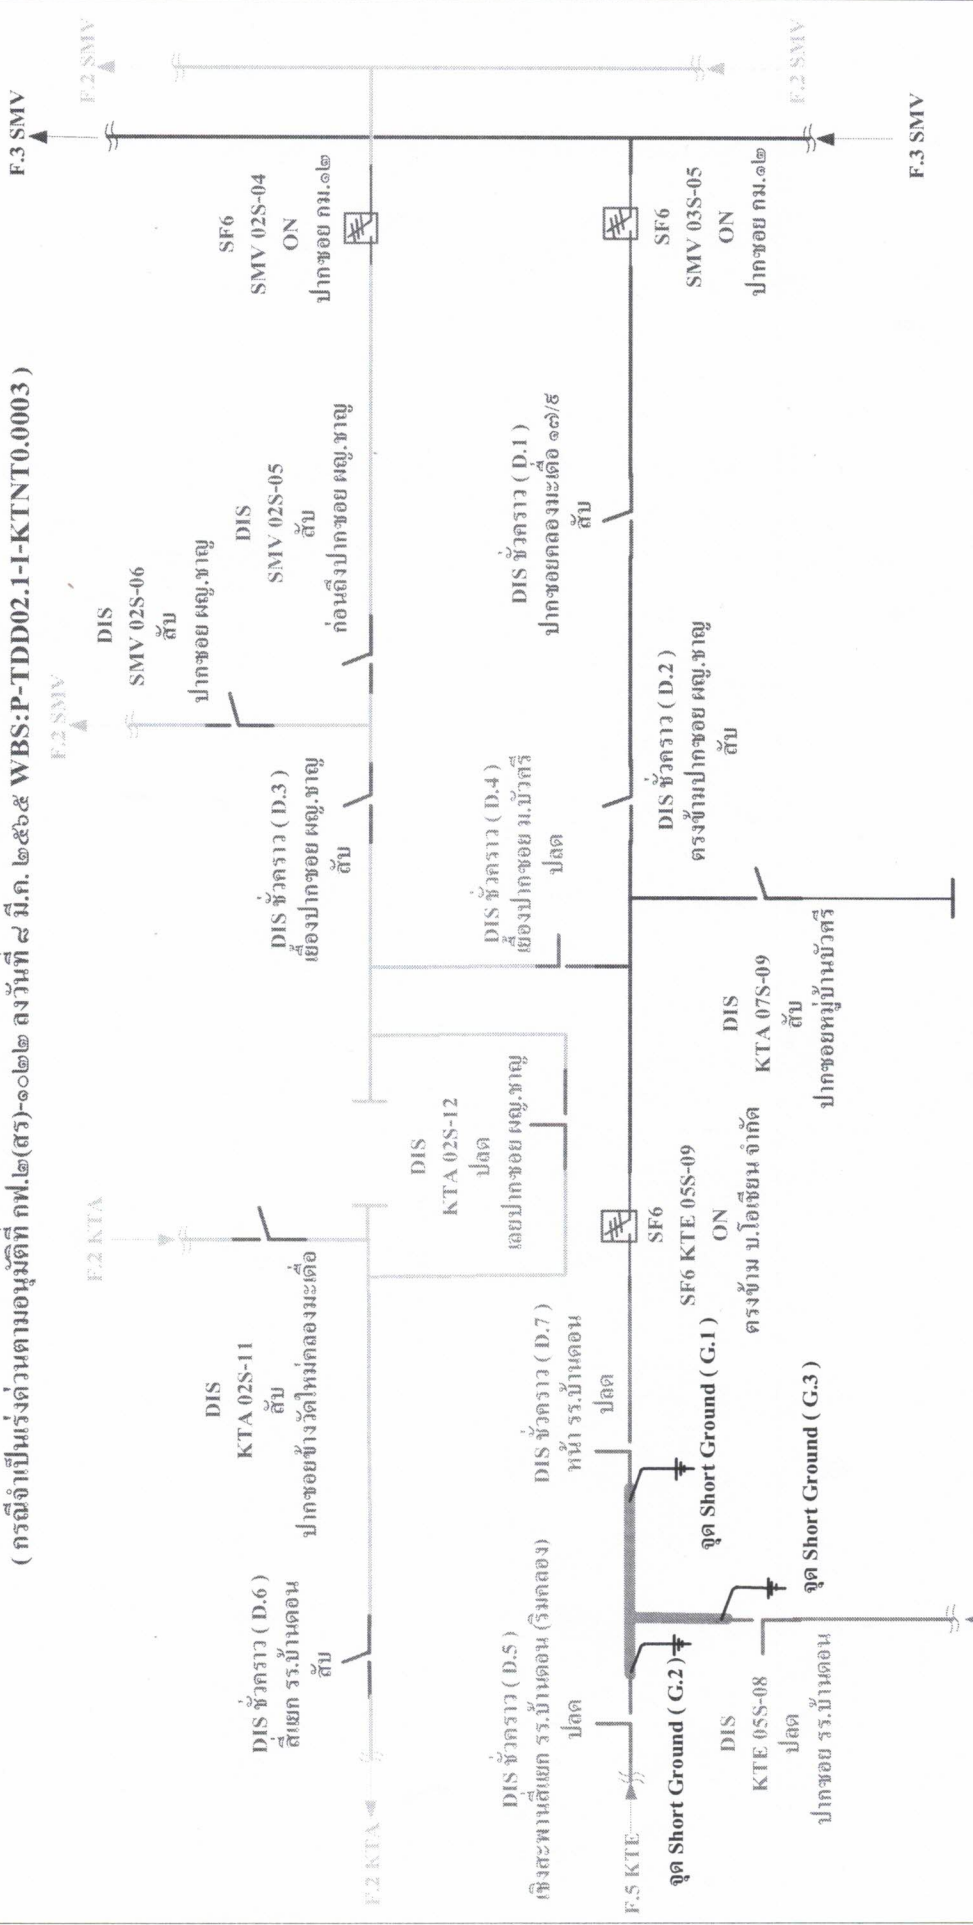 ( กรณีจำเป็นเร่งด่วนตามอนุมัติที่ กฟ.๒(สร)-๑๐๒๒ ลงวันที่ ๘ มี.ค. ๒๕๖๕ WBS:P-TDD02.1-I-KTNT0.0003 )
F.2 KTA
F.2 SMV
F.2 SMV
F.3 SMV
DIS
SMV 02S-06
สับ
ปากซอย ผญ.ชาญ
DIS
SMV 02S-05
สับ
ก่อนถึงปากซอย ผญ.ชาญ
SF6
SMV 02S-04
ON
ปากซอย กม.๑๒
DIS
KTA 02S-11
สับ
ปากซอยข้างวัดใหม่คลองมะเดื่อ
DIS ชั่วคราว ( D.6 )
สี่แยก รร.บ้านดอน
สับ
DIS ชั่วคราว ( D.3 )
เยื้องปากซอย ผญ.ชาญ
สับ
F.2 KTA
DIS
KTA 02S-12
ปลด
เลยปากซอย ผญ.ชาญ
DIS ชั่วคราว ( D.4 )
เยื้องปากซอย ม.บัวศรี
ปลด
DIS ชั่วคราว ( D.1 )
ปากซอยคลองมะเดื่อ ๑๗/๕
สับ
DIS ชั่วคราว ( D.5 )
(เชิงสะพานสี่แยก รร.บ้านดอน (ริมคลอง)
ปลด
DIS ชั่วคราว ( D.7 )
หน้า รร.บ้านดอน
ปลด
F.5 KTE
SF6
SF6 KTE 05S-09
ON
ตรงข้าม บ.โอเชียน จำกัด
DIS ชั่วคราว ( D.2 )
ตรงข้ามปากซอย ผญ.ชาญ
สับ
SF6
SMV 03S-05
ON
ปากซอย กม.๑๒
F.2 SMV
จุด Short Ground ( G.2 )
จุด Short Ground ( G.1 )
DIS
KTE 05S-08
ปลด
ปากซอย รร.บ้านดอน
จุด Short Ground ( G.3 )
DIS
KTA 07S-09
สับ
ปากซอยหมู่บ้านบัวศรี
F.3 SMV